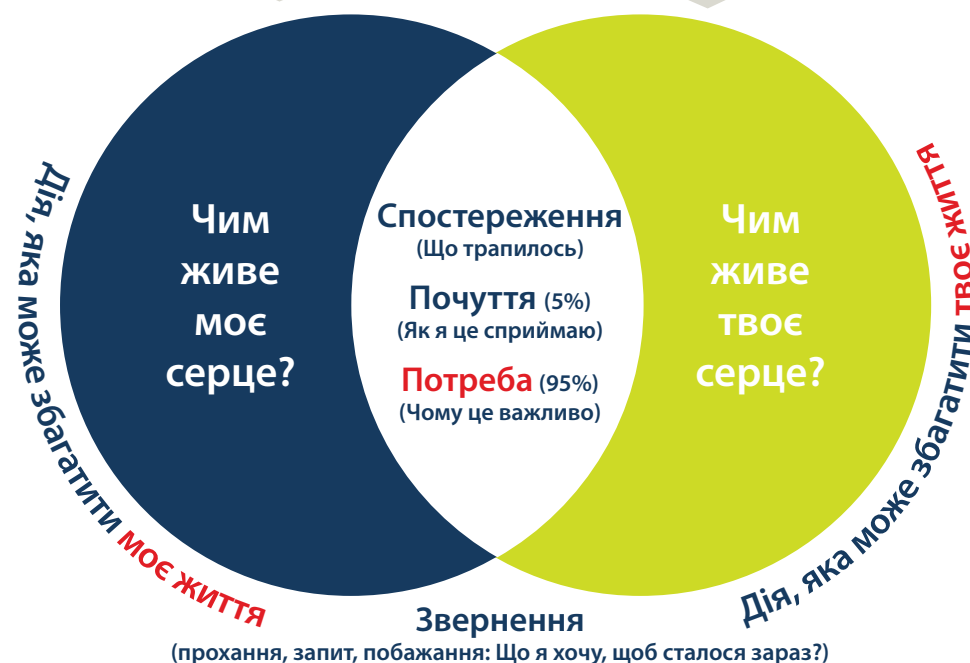 Дія, яка може збагатити моє життя
Чим
живе
моє
серце?
Спостереження
(Що трапилось)
Почуття (5%)
(Як я це сприймаю)
Потреба (95%)
(Чому це важливо)
Чим
живе
твоє
серце?
Дія, яка може збагатити твоє життя
Звернення
(прохання, запит, побажання: Що я хочу, щоб сталося зараз?)